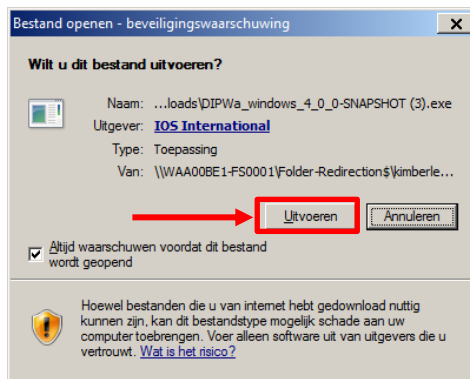 Bestand openen - beveiligingswaarschuwing
Wilt u dit bestand uitvoeren?
Naam: ...loads\DIPWa_windows_4_0_0-SNAPSHOT (3).exe
Uitgever: IOS International
Type: Toepassing
Van: \\WAA00BE1-FS0001\Folder-Redirection$\kimberle...
Uitvoeren Annuleren
Altijd waarschuwen voordat dit bestand
wordt geopend
Hoewel bestanden die u van internet hebt gedownload nuttig
kunnen zijn, kan dit bestandstype mogelijk schade aan uw
computer toebrengen. Voer alleen software uit van uitgevers die u
vertrouwt. Wat is het risico?